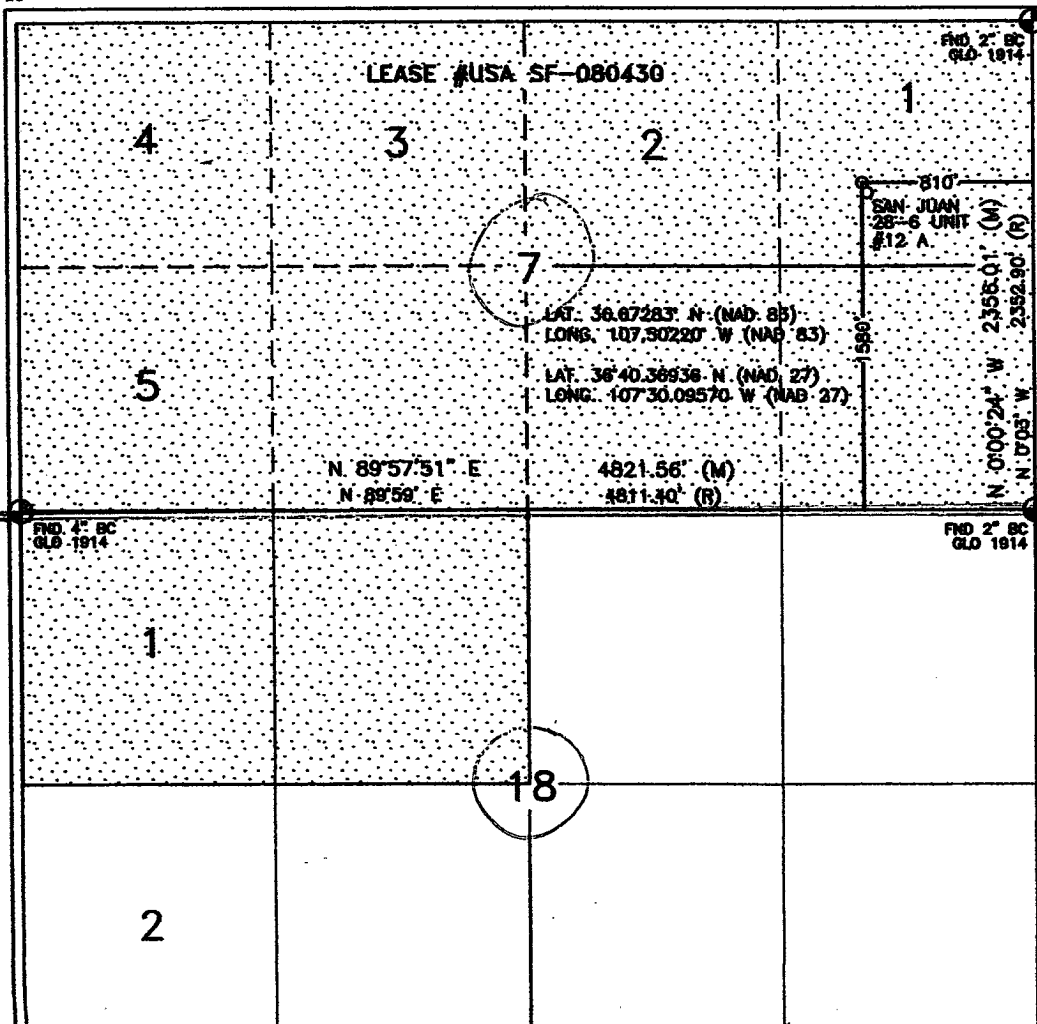 LEASE #USA SF-080430
FND 2" BC
GLO 1914
4
3
2
1
810'
SAN JUAN
28-6 UNIT
#12 A
7
LAT. 36.67283° N (NAD 83)
LONG. 107.50220° W (NAD 83)
LAT. 36°40.36936 N (NAD 27)
LONG. 107°30.09570 W (NAD 27)
1580'
N 0°00'24" W 2356.01' (M)
N 0°03' W 2352.90' (R)
5
N 89°57'51" E 4821.56' (M)
N 89°59' E 4811.40' (R)
FND 4" BC
GLO 1914
FND 2" BC
GLO 1914
1
18
2